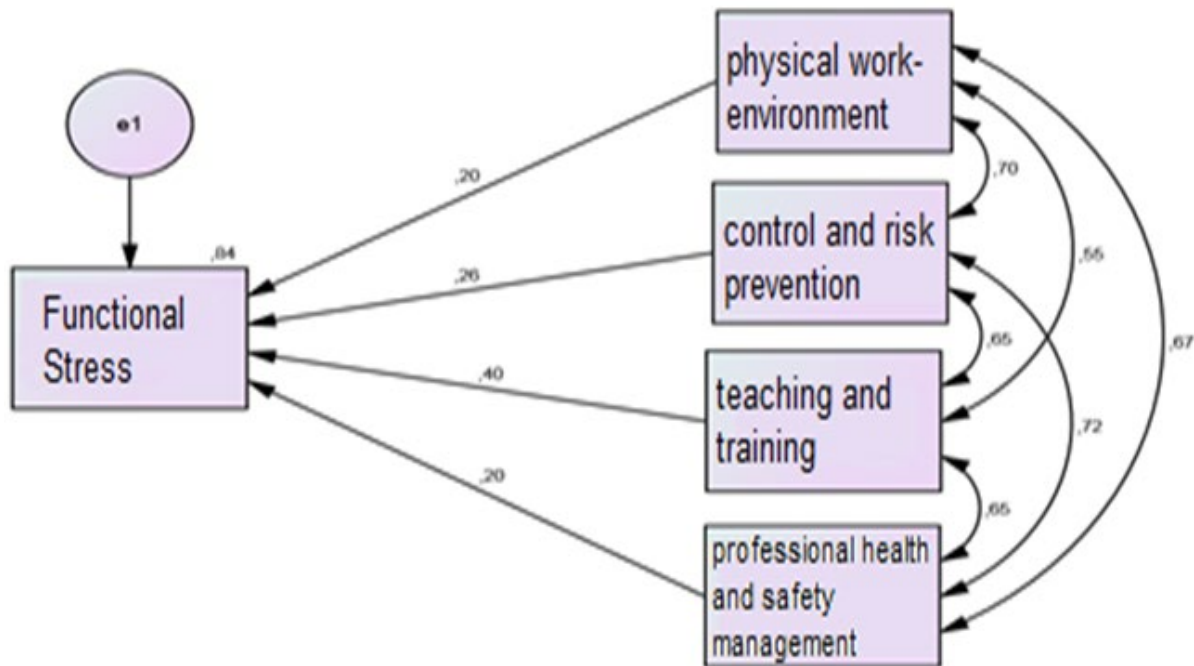 physical work-
environment
e1
,20
,70
control and risk
prevention
,84
,26
,55
Functional
Stress
,65
,67
,40
teaching and
training
,72
,20
,65
professional health
and safety
management